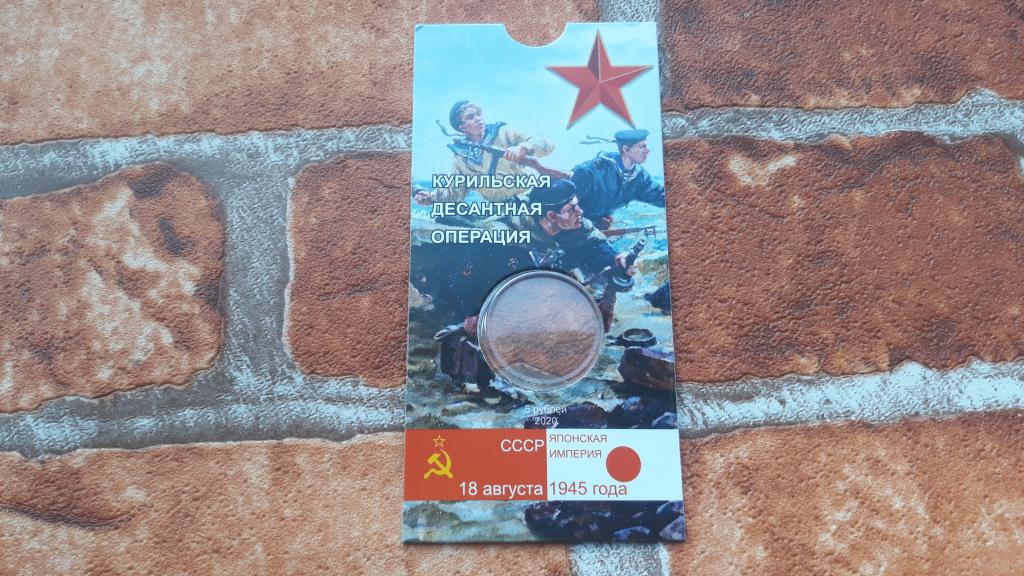 КУРИЛЬСКАЯ
ДЕСАНТНАЯ
ОПЕРАЦИЯ
5 рублей
2020
СССР
ЯПОНСКАЯ
ИМПЕРИЯ
18 августа 1945 года